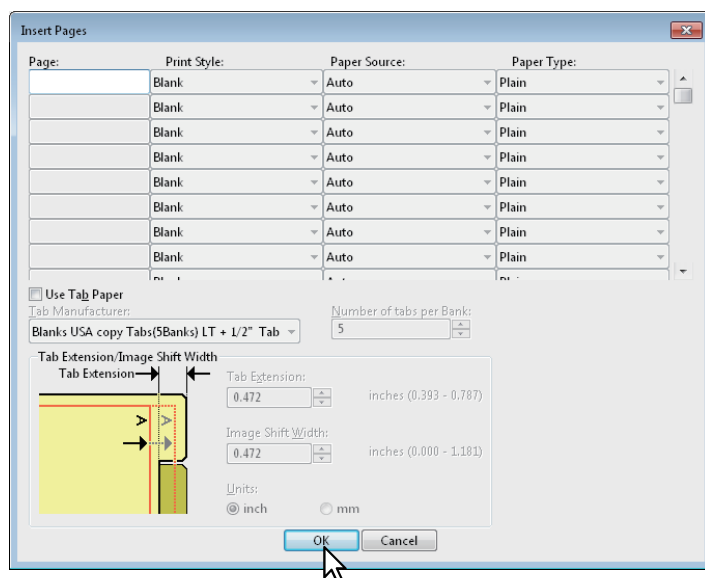 Insert Pages
Page: Print Style: Paper Source: Paper Type:
Blank Auto Plain
Blank Auto Plain
Blank Auto Plain
Blank Auto Plain
Blank Auto Plain
Blank Auto Plain
Blank Auto Plain
Blank Auto Plain
Use Tab Paper
Tab Manufacturer: Number of tabs per Bank:
Blanks USA copy Tabs(5Banks) LT + 1/2" Tab 5
Tab Extension/Image Shift Width
Tab Extension
Tab Extension:
0.472 inches (0.393 - 0.787)
A A
Image Shift Width:
0.472 inches (0.000 - 1.181)
Units:
inch mm
OK Cancel